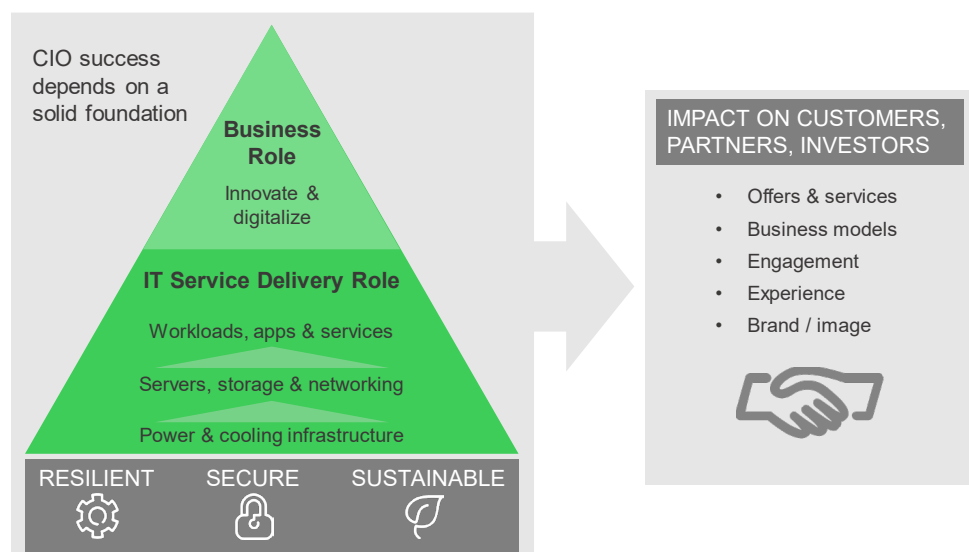 CIO success
depends on a
solid foundation
Business
Role
Innovate &
digitalize
IT Service Delivery Role
Workloads, apps & services
Servers, storage & networking
Power & cooling infrastructure
RESILIENT
SECURE
SUSTAINABLE
IMPACT ON CUSTOMERS,
PARTNERS, INVESTORS
• Offers & services
• Business models
• Engagement
• Experience
• Brand / image